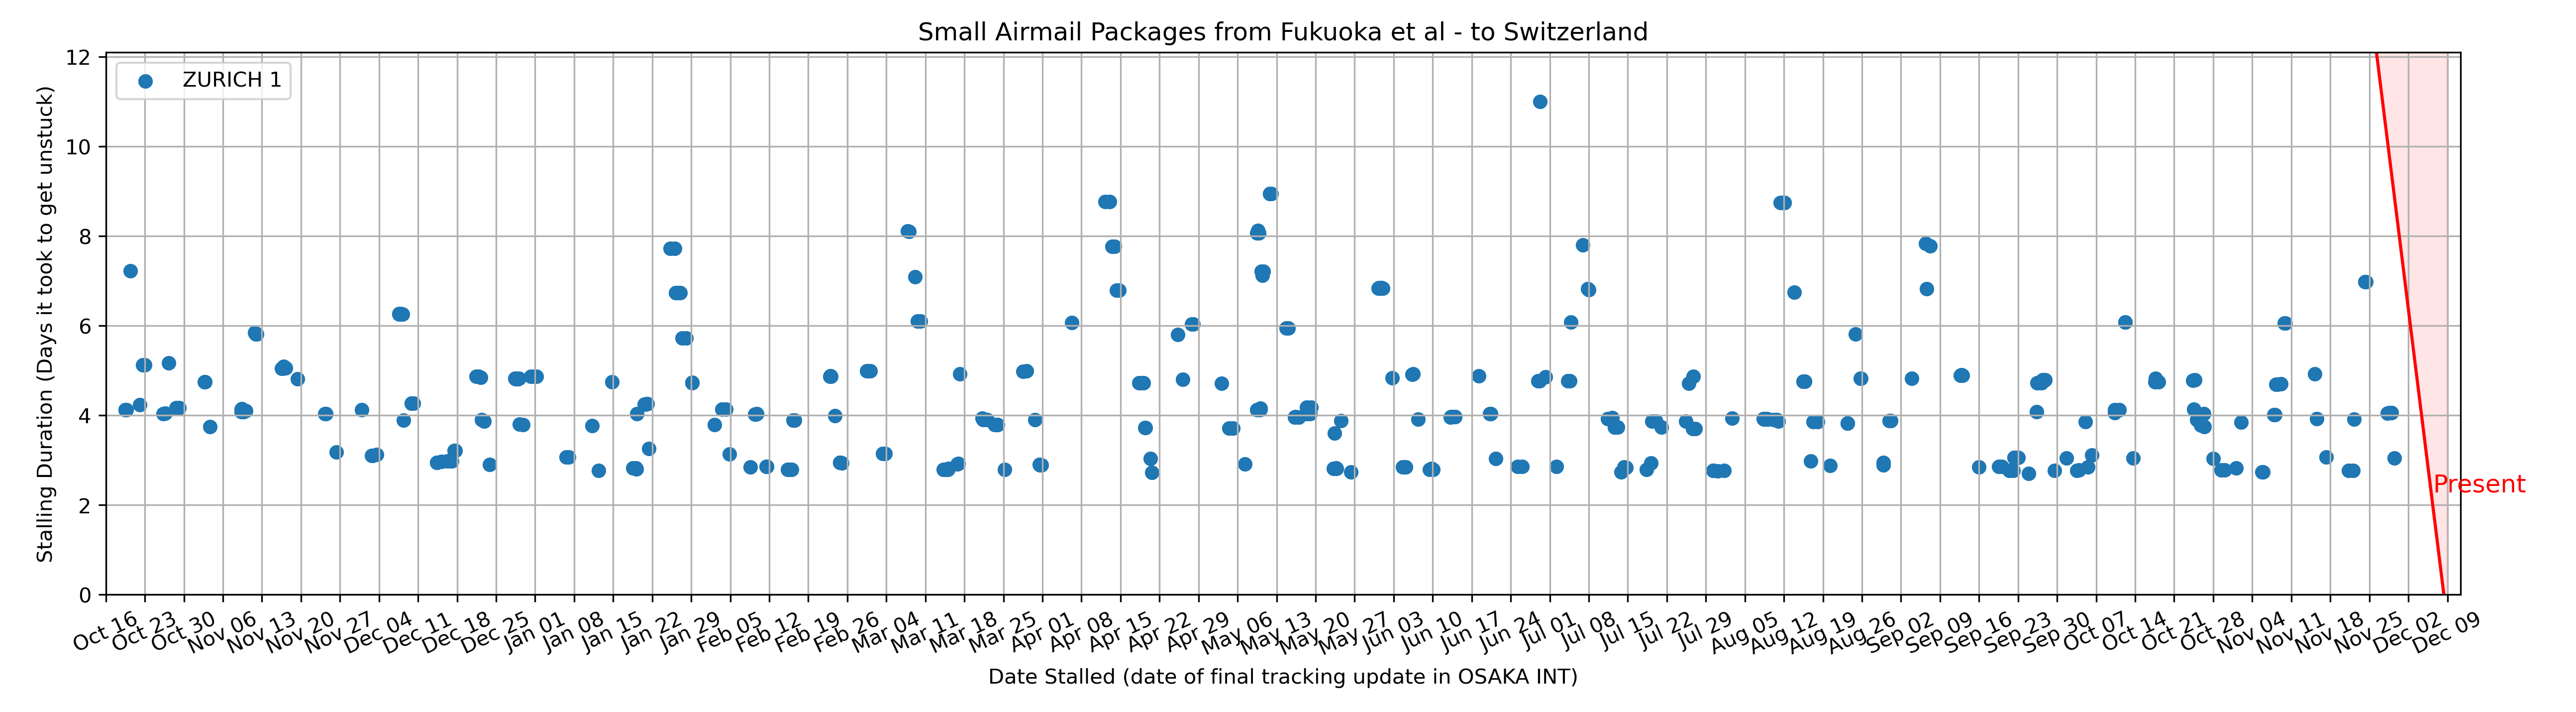 Small Airmail Packages from Fukuoka et al - to Switzerland
ZURICH 1
Stalling Duration (Days it took to get unstuck)
12
10
8
6
4
2
0
Present
Oct 16
Oct 23
Oct 30
Nov 06
Nov 13
Nov 20
Nov 27
Dec 04
Dec 11
Dec 18
Dec 25
Jan 01
Jan 08
Jan 15
Jan 22
Jan 29
Feb 05
Feb 12
Feb 19
Feb 26
Mar 04
Mar 11
Mar 18
Mar 25
Apr 01
Apr 08
Apr 15
Apr 22
Apr 29
May 06
May 13
May 20
May 27
Jun 03
Jun 10
Jun 17
Jun 24
Jul 01
Jul 08
Jul 15
Jul 22
Jul 29
Aug 05
Aug 12
Aug 19
Aug 26
Sep 02
Sep 09
Sep 16
Sep 23
Sep 30
Oct 07
Oct 14
Oct 21
Oct 28
Nov 04
Nov 11
Nov 18
Nov 25
Dec 02
Dec 09
Date Stalled (date of final tracking update in OSAKA INT)